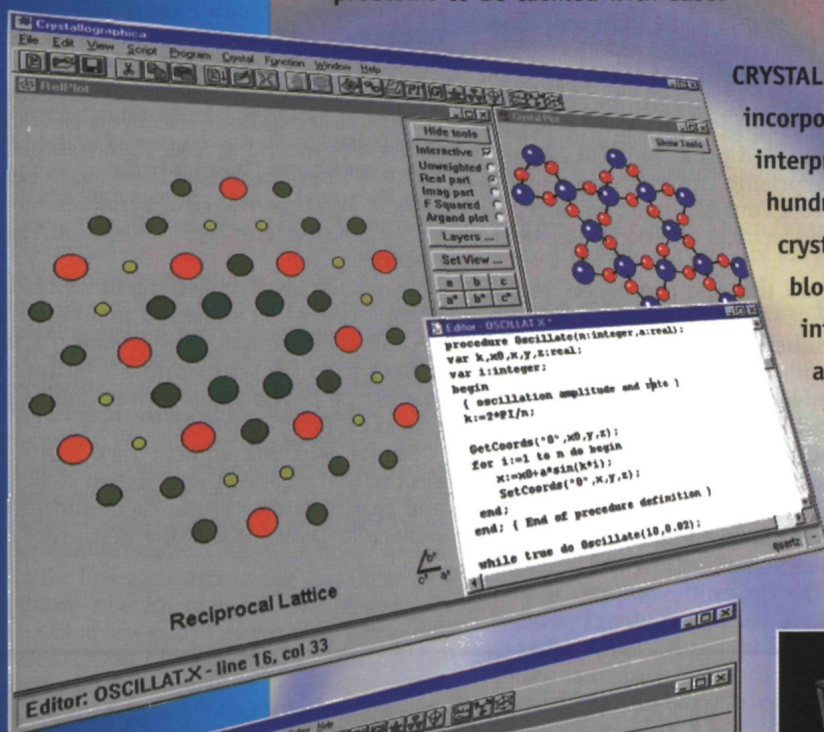 Crystallographica
File Edit View Script Program Crystal Function Window Help
RelPlot
Hide tools
Interactive
Unweighted
Real part
Imag part
F Squared
Argand plot
Layers ...
Set View ...
a b c
a* b* c*
Crystal Plot
Show Tools
CRYSTAL
incorpo
interpr
hundr
cryst
blo
in
a
Editor - OSCILLAT.X *
procedure Oscillate(n:integer,a:real);
var k,x0,x,y,z:real;
var i:integer;
begin
{ oscillation amplitude and rate }
k:=2*PI/n;
GetCoords("O",x0,y,z);
for i:=1 to n do begin
x:=x0+a*sin(k*i);
SetCoords("O",x,y,z);
end;
end; { End of procedure definition }
while true do Oscillate(10,0.02);
b*
c* a*
Reciprocal Lattice
quartz
Editor: OSCILLAT.X - line 16, col 33
Help